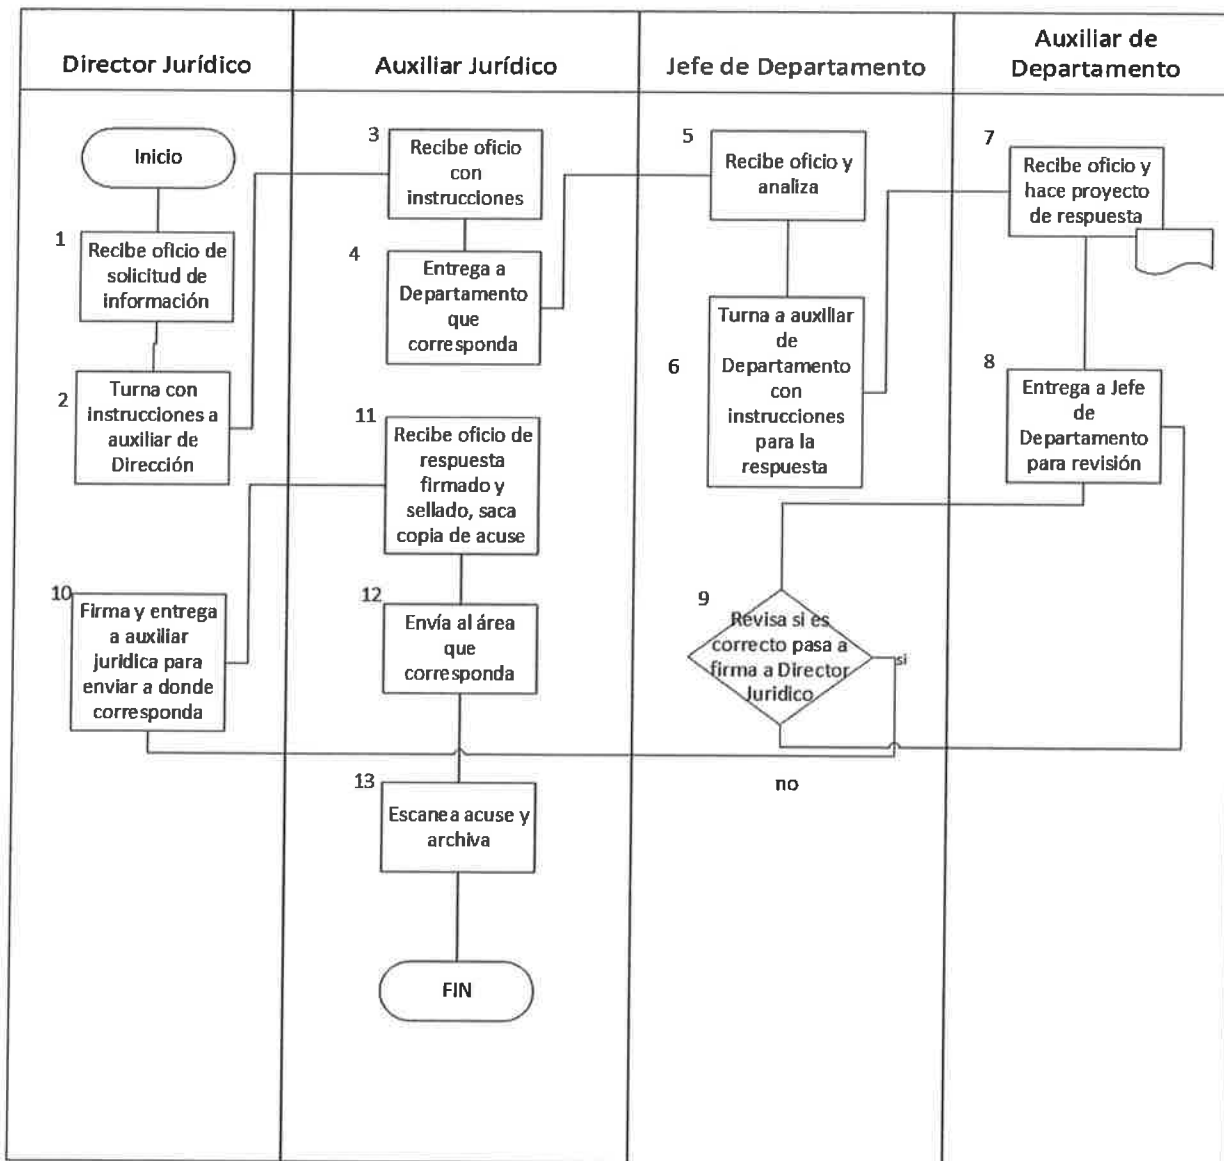 Director Jurídico
Auxiliar Jurídico
Jefe de Departamento
Auxiliar de
Departamento
Inicio
1
Recibe oficio de
solicitud de
información
2
Turna con
instrucciones a
auxiliar de
Dirección
3
Recibe oficio
con
instrucciones
4
Entrega a
Departamento
que
corresponda
5
Recibe oficio y
analiza
6
Turna a auxiliar
de
Departamento
con
instrucciones
para la
respuesta
7
Recibe oficio y
hace proyecto
de respuesta
8
Entrega a Jefe
de
Departamento
para revisión
9
Revisa si es
correcto pasa a
firma a Director
Juridico
si
no
10
Firma y entrega
a auxiliar
juridica para
enviar a donde
corresponda
11
Recibe oficio de
respuesta
firmado y
sellado, saca
copia de acuse
12
Envía al área
que
corresponda
13
Escanea acuse y
archiva
FIN